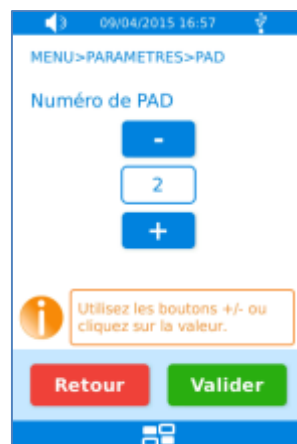 09/04/2015 16:57
MENU>PARAMETRES>PAD
Numéro de PAD
-
2
+
Utilisez les boutons +/- ou
cliquez sur la valeur.
Retour Valider